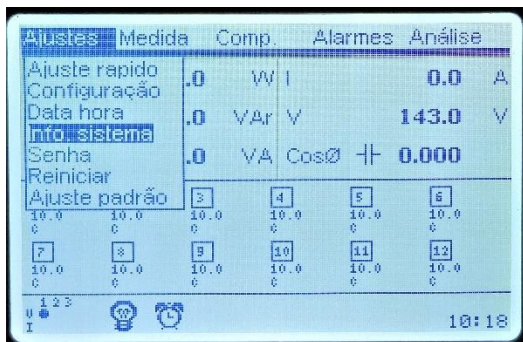 Ajustes Medida Comp. Alarmes Análise
Ajuste rapido
Configuração
Data hora
Info. sistema
Senha
Reiniciar
Ajuste padrão
.0 W I 0.0 A
.0 VAr V 143.0 V
.0 VA CosØ 0.000
3 4 5 6
10.0 10.0 10.0 10.0 10.0 10.0
C C C C C C
7 8 9 10 11 12
10.0 10.0 10.0 10.0 10.0 10.0
C C C C C C
1 2 3
V
I
10:18